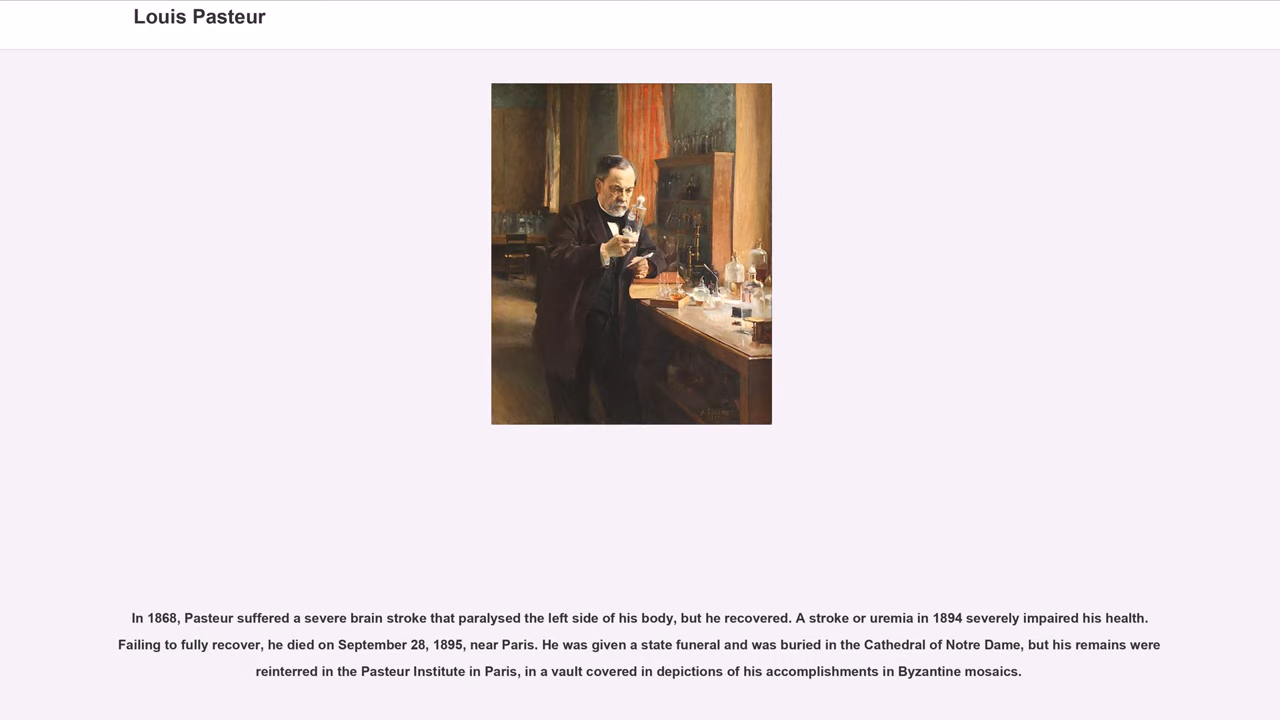 Louis Pasteur
In 1868, Pasteur suffered a severe brain stroke that paralysed the left side of his body, but he recovered. A stroke or uremia in 1894 severely impaired his health.
Failing to fully recover, he died on September 28, 1895, near Paris. He was given a state funeral and was buried in the Cathedral of Notre Dame, but his remains were
reinterred in the Pasteur Institute in Paris, in a vault covered in depictions of his accomplishments in Byzantine mosaics.